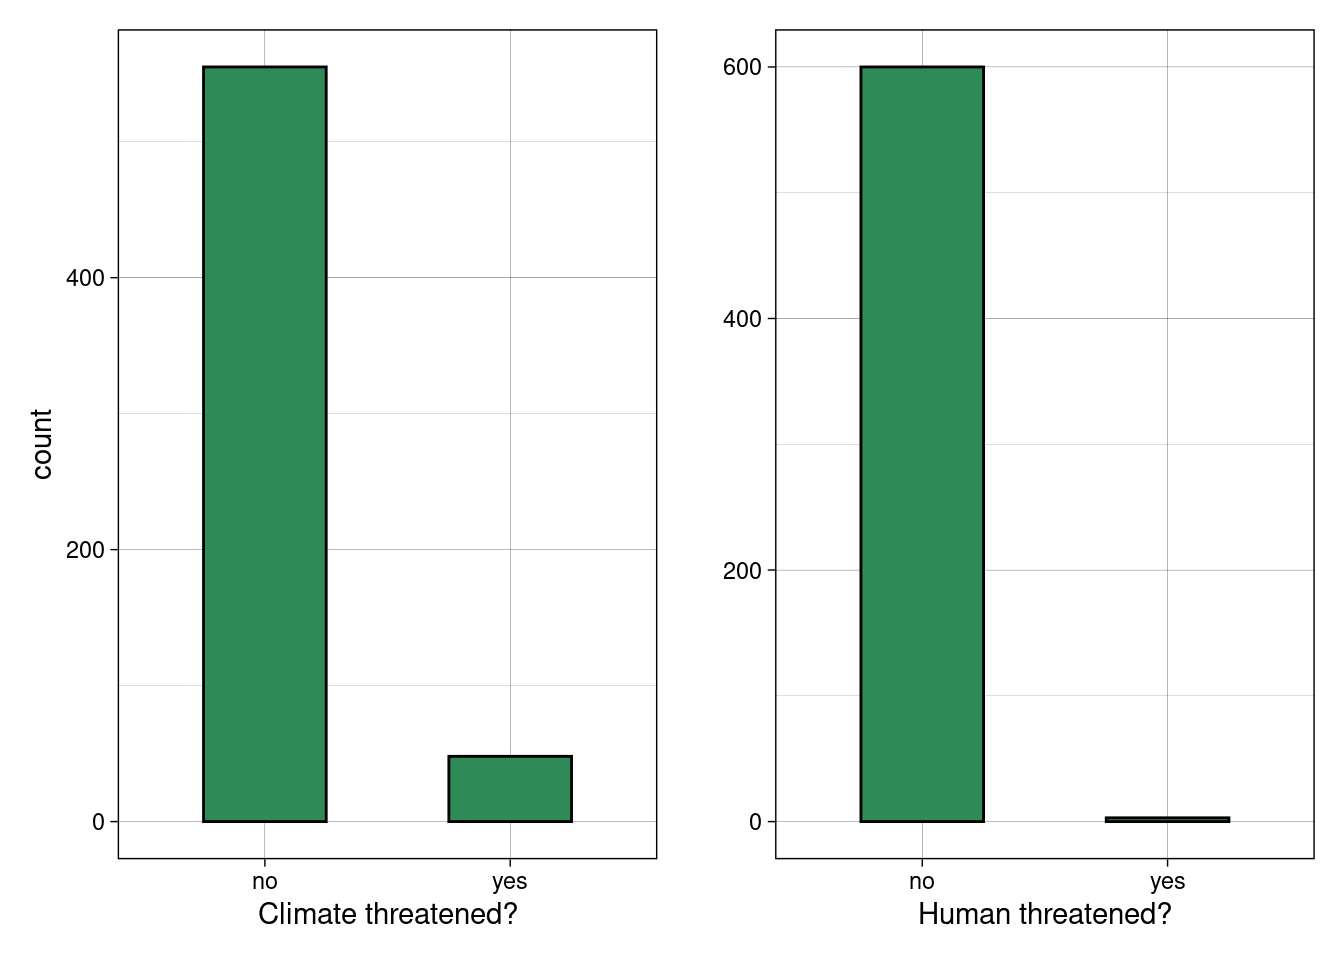 count
400
200
0
no yes
Climate threatened?
600
400
200
0
no yes
Human threatened?